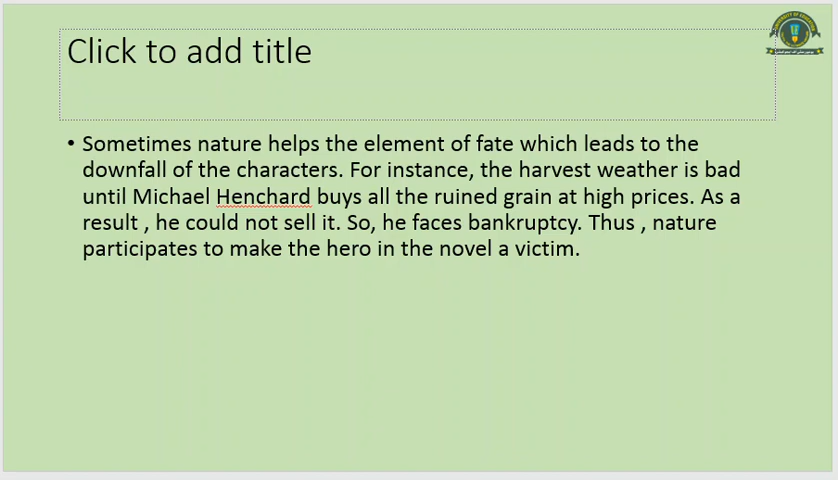 Click to add title
• Sometimes nature helps the element of fate which leads to the
downfall of the characters. For instance, the harvest weather is bad
until Michael Henchard buys all the ruined grain at high prices. As a
result , he could not sell it. So, he faces bankruptcy. Thus , nature
participates to make the hero in the novel a victim.